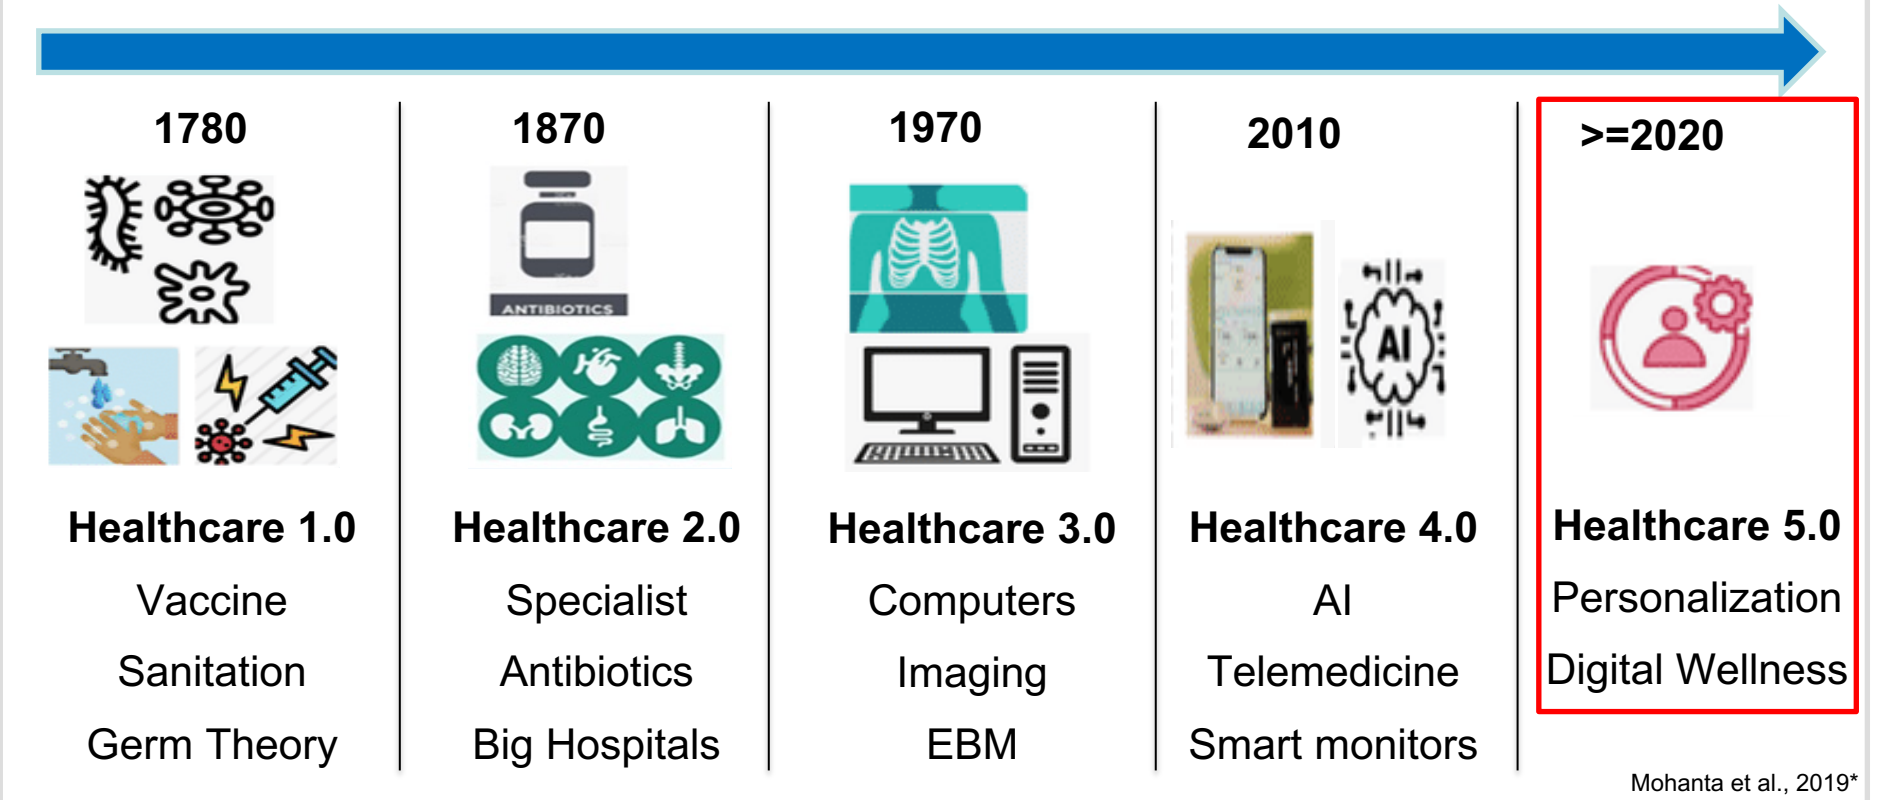 1780
ANTIBIOTICS
Healthcare 1.0
Vaccine
Sanitation
Germ Theory
1870
Healthcare 2.0
Specialist
Antibiotics
Big Hospitals
1970
Healthcare 3.0
Computers
Imaging
EBM
2010
AI
Healthcare 4.0
AI
Telemedicine
Smart monitors
>=2020
Healthcare 5.0
Personalization
Digital Wellness
Mohanta et al., 2019*